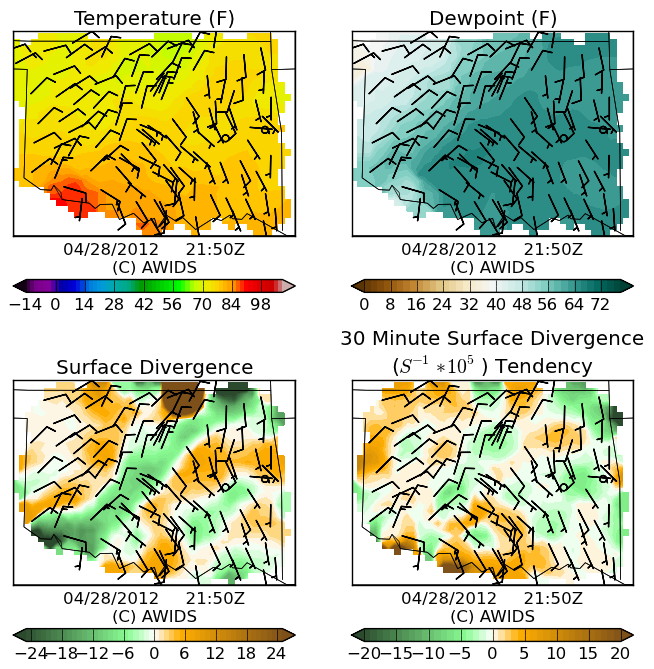 Temperature (F)
Dewpoint (F)
04/28/2012 21:50Z
(C) AWIDS
04/28/2012 21:50Z
(C) AWIDS
−14 0 14 28 42 56 70 84 98
0 8 16 24 32 40 48 56 64 72
Surface Divergence
30 Minute Surface Divergence
(S⁻¹ *10⁵ ) Tendency
04/28/2012 21:50Z
(C) AWIDS
04/28/2012 21:50Z
(C) AWIDS
−24 −18 −12 −6 0 6 12 18 24
−20 −15 −10 −5 0 5 10 15 20